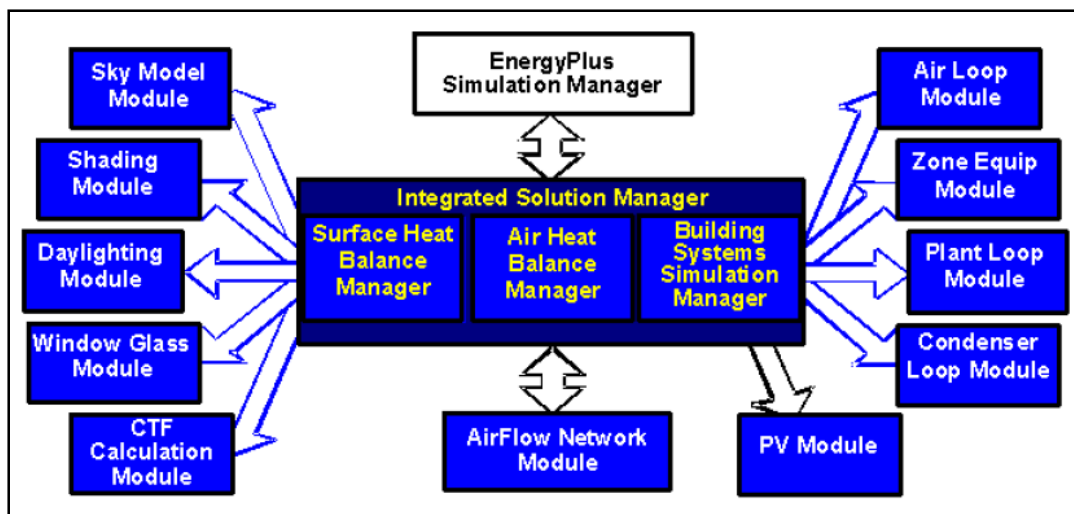 Sky Model
Module
Shading
Module
Daylighting
Module
Window Glass
Module
CTF
Calculation
Module
EnergyPlus
Simulation Manager
Integrated Solution Manager
Surface Heat
Balance
Manager
Air Heat
Balance
Manager
Building
Systems
Simulation
Manager
AirFlow Network
Module
Air Loop
Module
Zone Equip
Module
Plant Loop
Module
Condenser
Loop Module
PV Module